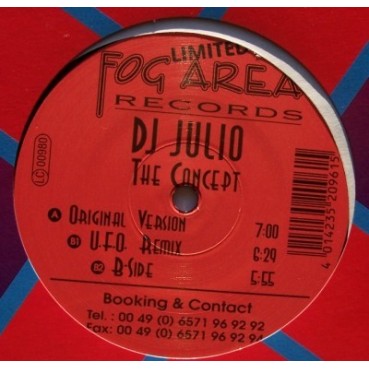 LIMITED
FOG AREA
RECORDS
DJ JULIO
THE CONCEPT
LC 00980
A ORIGINAL VERSION 7:00
B1 U.F.O. REMIX 6:29
B2 B-SIDE 5:55
4 014235 209615
Booking & Contact
Tel.: 00 49 (0) 6571 96 92 92
Fax: 00 49 (0) 6571 96 92 94